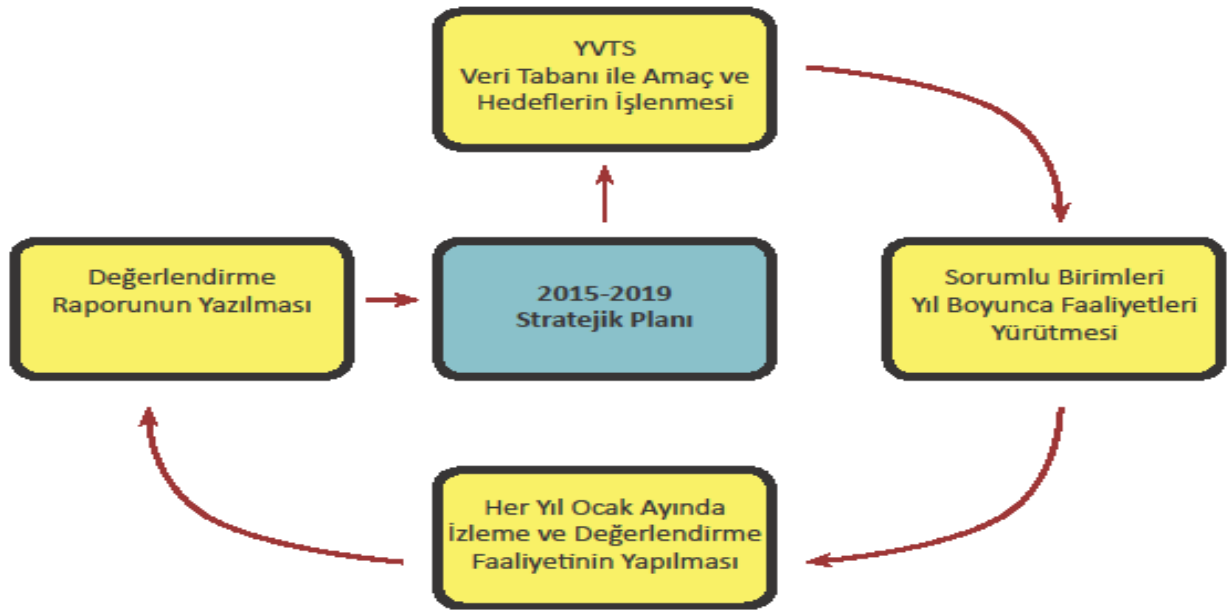 YVTS
Veri Tabanı ile Amaç ve
Hedeflerin İşlenmesi
Değerlendirme
Raporunun Yazılması
2015-2019
Stratejik Planı
Sorumlu Birimleri
Yıl Boyunca Faaliyetleri
Yürütmesi
Her Yıl Ocak Ayında
İzleme ve Değerlendirme
Faaliyetinin Yapılması